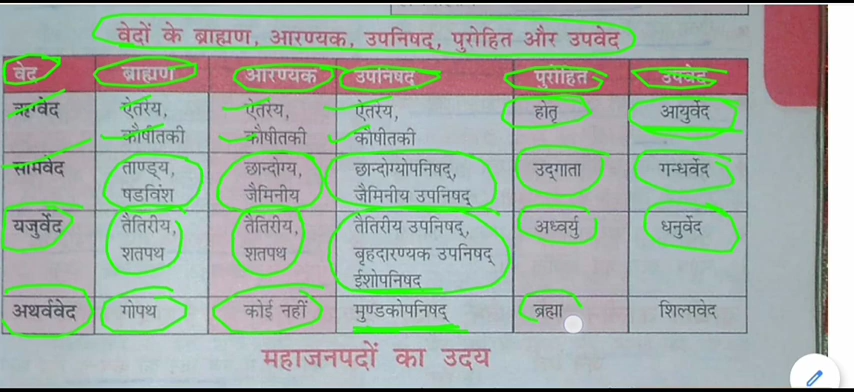 वेदों के ब्राह्मण, आरण्यक, उपनिषद्, पुरोहित और उपवेद
वेद ब्राह्मण आरण्यक उपनिषद् पुरोहित उपवेद
ऋग्वेद ऐतरेय, ऐतरेय, ऐतरेय, होतृ आयुर्वेद
कौषीतकी कौषीतकी कौषीतकी
सामवेद ताण्ड्य, छान्दोग्य, छान्दोग्योपनिषद्, उद्गाता गन्धर्ववेद
षडविंश जैमिनीय जैमिनीय उपनिषद्
यजुर्वेद तैतिरीय, तैतिरीय, तैतिरीय उपनिषद्, अध्वर्यु धनुर्वेद
शतपथ शतपथ बृहदारण्यक उपनिषद्
ईशोपनिषद्
अथर्ववेद गोपथ कोई नहीं मुण्डकोपनिषद् ब्रह्मा शिल्पवेद
महाजनपदों का उदय